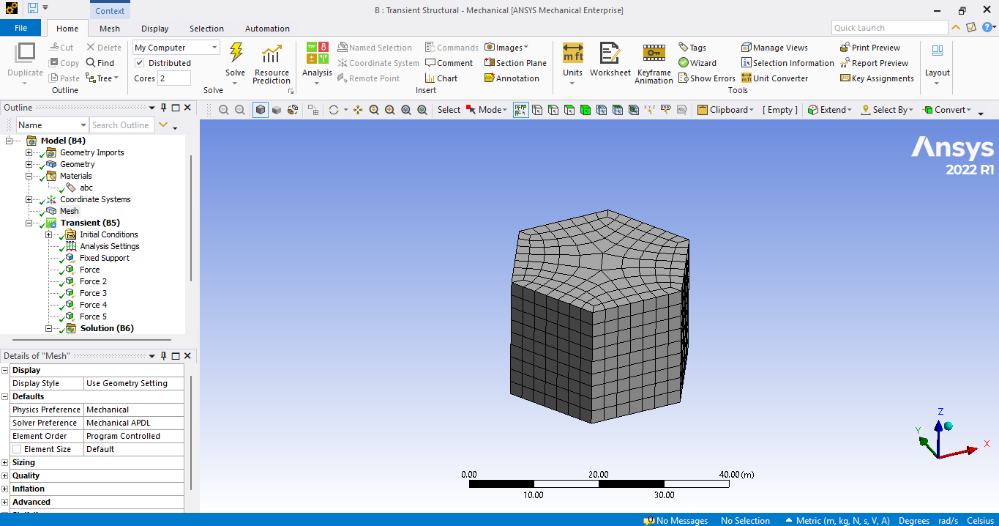 Context
B : Transient Structural - Mechanical [ANSYS Mechanical Enterprise]
File Home Mesh Display Selection Automation
Quick Launch
Duplicate
Cut
Copy
Paste
Delete
Find
Tree
Outline
My Computer
Distributed
Cores 2
Solve
Resource
Prediction
Solve
Analysis
Named Selection
Coordinate System
Remote Point
Commands
Comment
Chart
Images
Section Plane
Annotation
Insert
m ft
Units
Worksheet
Keyframe
Animation
Tags
Wizard
Show Errors
Manage Views
Selection Information
Unit Converter
Print Preview
Report Preview
Key Assignments
Tools
Layout
Outline
Select Mode Clipboard [ Empty ] Extend Select By Convert
Name Search Outline
Model (B4)
Geometry Imports
Geometry
Materials
abc
Coordinate Systems
Mesh
Transient (B5)
Initial Conditions
Analysis Settings
Fixed Support
Force
Force 2
Force 3
Force 4
Force 5
Solution (B6)
Details of "Mesh"
Display
Display Style Use Geometry Setting
Defaults
Physics Preference Mechanical
Solver Preference Mechanical APDL
Element Order Program Controlled
Element Size Default
Sizing
Quality
Inflation
Advanced
Ansys
2022 R1
Z
Y
X
0.00 20.00 40.00 (m)
10.00 30.00
No Messages No Selection Metric (m, kg, N, s, V, A) Degrees rad/s Celsius